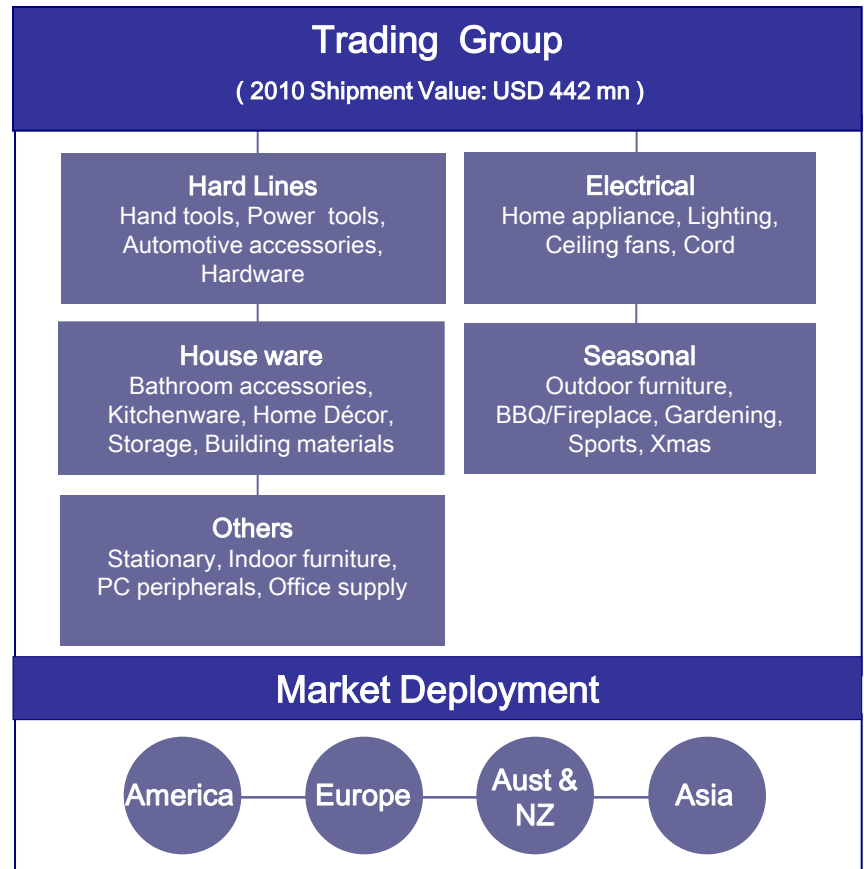 Trading Group
( 2010 Shipment Value: USD 442 mn )
Hard Lines
Hand tools, Power tools,
Automotive accessories,
Hardware
Electrical
Home appliance, Lighting,
Ceiling fans, Cord
House ware
Bathroom accessories,
Kitchenware, Home Décor,
Storage, Building materials
Seasonal
Outdoor furniture,
BBQ/Fireplace, Gardening,
Sports, Xmas
Others
Stationary, Indoor furniture,
PC peripherals, Office supply
Market Deployment
America
Europe
Aust &
NZ
Asia